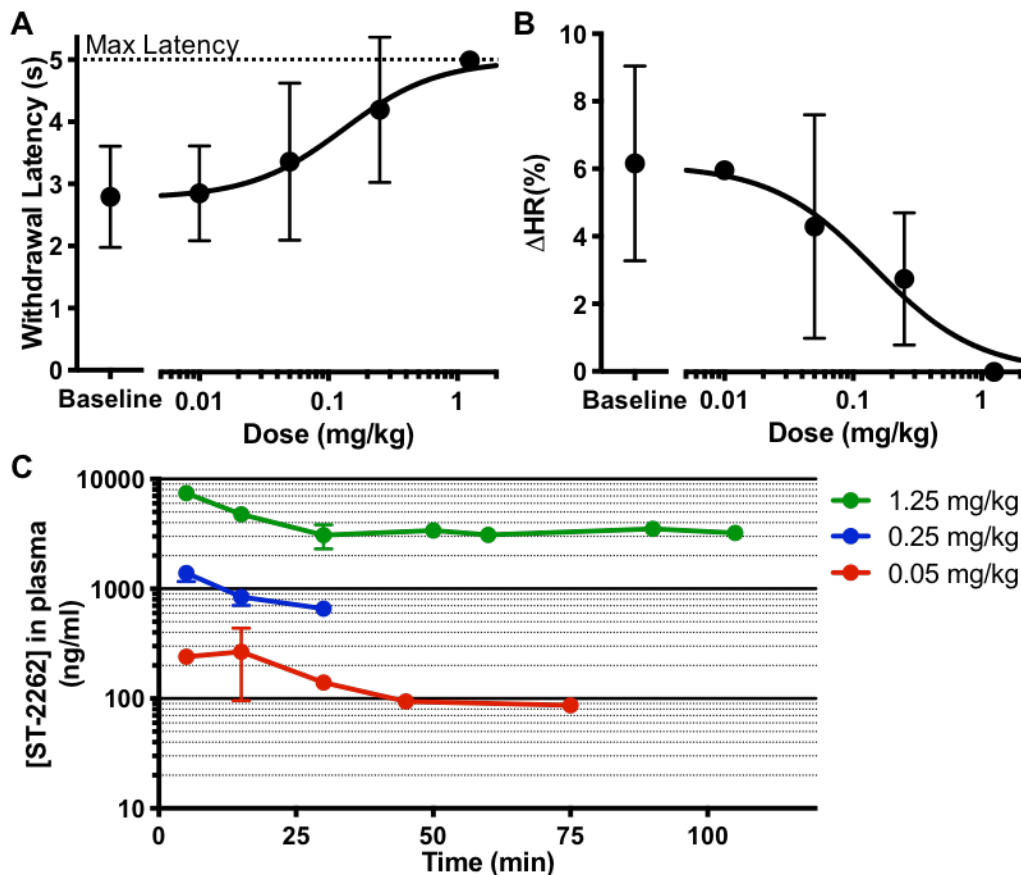 A
Max Latency
Withdrawal Latency (s)
5
4
3
2
1
0
Baseline
0.01
0.1
1
Dose (mg/kg)
B
ΔHR(%)
10
8
6
4
2
0
Baseline
0.01
0.1
1
Dose (mg/kg)
C
[ST-2262] in plasma
(ng/ml)
10000
1000
100
10
0
25
50
75
100
Time (min)
1.25 mg/kg
0.25 mg/kg
0.05 mg/kg